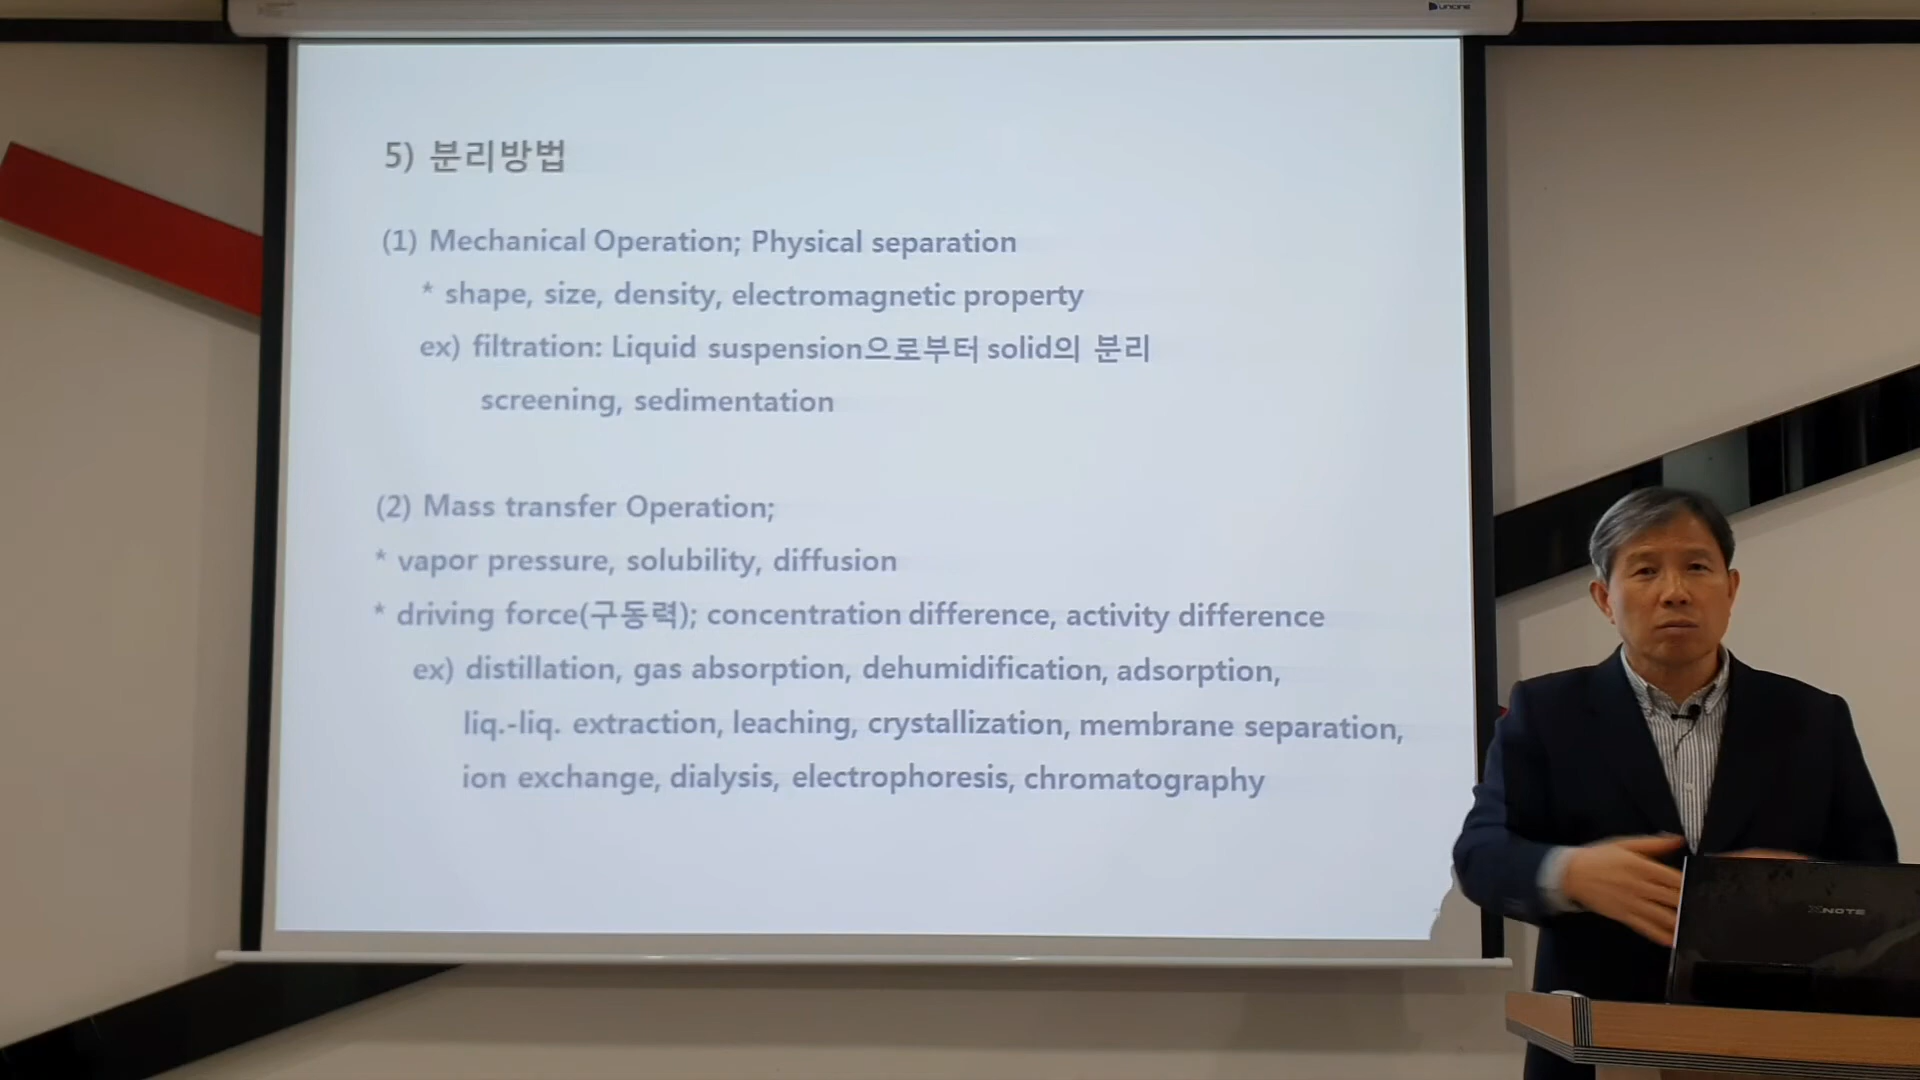 UNIONE
5) 분리방법
(1) Mechanical Operation; Physical separation
* shape, size, density, electromagnetic property
ex) filtration: Liquid suspension으로부터 solid의 분리
screening, sedimentation
(2) Mass transfer Operation;
* vapor pressure, solubility, diffusion
* driving force(구동력); concentration difference, activity difference
ex) distillation, gas absorption, dehumidification, adsorption,
liq.-liq. extraction, leaching, crystallization, membrane separation,
ion exchange, dialysis, electrophoresis, chromatography
XNOTE